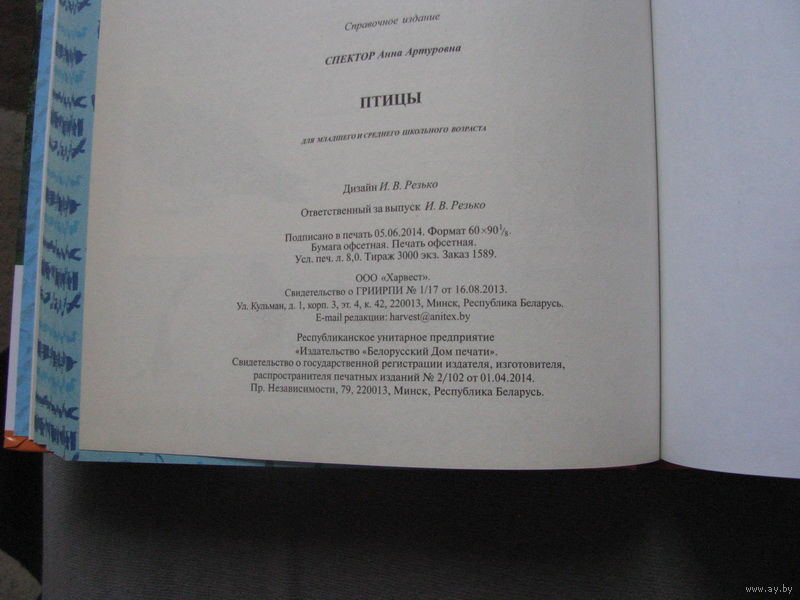 Справочное издание
СПЕКТОР Анна Артуровна
ПТИЦЫ
ДЛЯ МЛАДШЕГО И СРЕДНЕГО ШКОЛЬНОГО ВОЗРАСТА
Дизайн И. В. Резько
Ответственный за выпуск И. В. Резько
Подписано в печать 05.06.2014. Формат 60×90 1/8.
Бумага офсетная. Печать офсетная.
Усл. печ. л. 8,0. Тираж 3000 экз. Заказ 1589.
ООО «Харвест».
Свидетельство о ГРИИРПИ № 1/17 от 16.08.2013.
Ул. Кульман, д. 1, корп. 3, эт. 4, к. 42, 220013, Минск, Республика Беларусь.
E-mail редакции: harvest@anitex.by
Республиканское унитарное предприятие
«Издательство «Белорусский Дом печати».
Свидетельство о государственной регистрации издателя, изготовителя,
распространителя печатных изданий № 2/102 от 01.04.2014.
Пр. Независимости, 79, 220013, Минск, Республика Беларусь.
www.ay.by